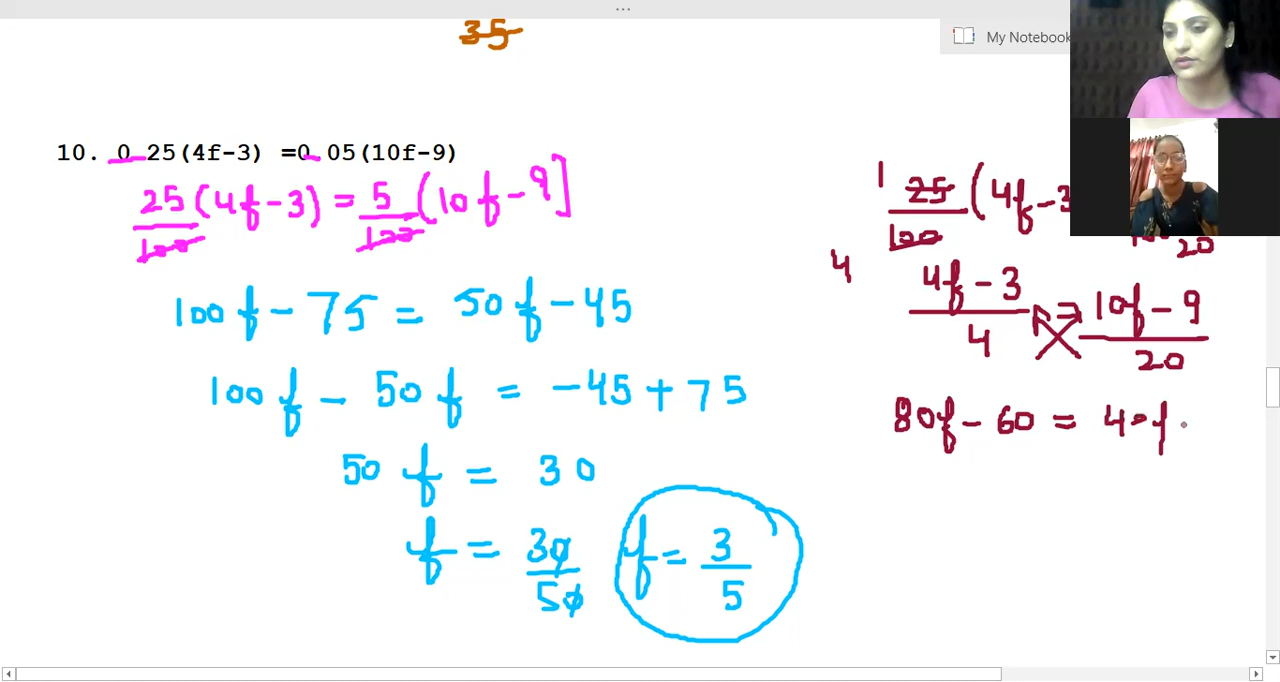 ...
35
My Notebook
10. 0.25(4f-3) =0.05(10f-9)
25/100 (4f-3) = 5/100 (10f-9]
100f - 75 = 50f - 45
100f - 50f = -45 + 75
50f = 30
f = 30/50 f = 3/5
1 25/100 (4f-3
20
4
4f-3/4 = 10f-9/20
80f - 60 = 40f